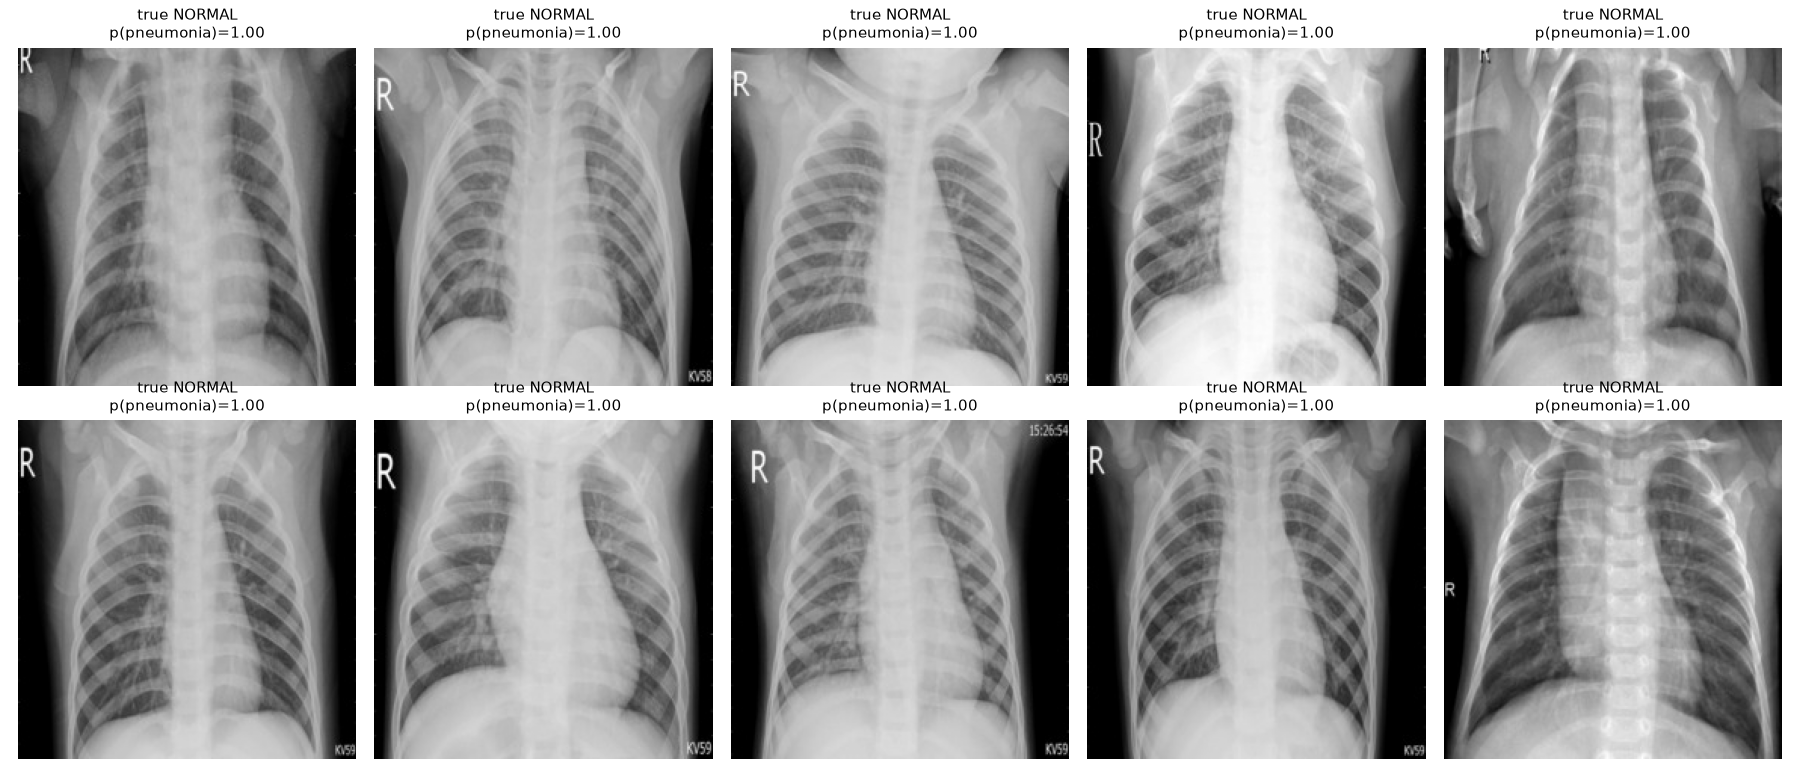 true NORMAL
p(pneumonia)=1.00
R
true NORMAL
p(pneumonia)=1.00
R
KV58
true NORMAL
p(pneumonia)=1.00
R
KV59
true NORMAL
p(pneumonia)=1.00
R
true NORMAL
p(pneumonia)=1.00
R
true NORMAL
p(pneumonia)=1.00
R
KV59
true NORMAL
p(pneumonia)=1.00
R
KV59
true NORMAL
p(pneumonia)=1.00
15:26:54
R
KV59
true NORMAL
p(pneumonia)=1.00
R
KV59
true NORMAL
p(pneumonia)=1.00
R